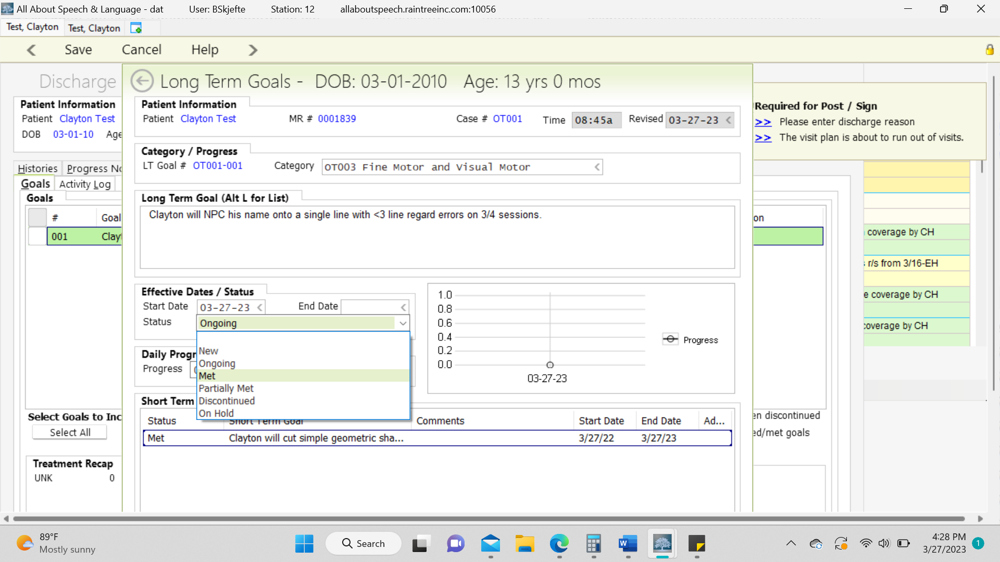 All About Speech & Language - dat User: BSkjefte Station: 12 allaboutspeech.raintreeinc.com:10056
Test, Clayton Test, Clayton
Save Cancel Help
Discharge
Long Term Goals - DOB: 03-01-2010 Age: 13 yrs 0 mos
Patient Information
Patient Clayton Test
DOB 03-01-10 Age
Patient Information
Patient Clayton Test MR # 0001839 Case # OT001 Time 08:45a Revised 03-27-23
Required for Post / Sign
>> Please enter discharge reason
>> The visit plan is about to run out of visits.
Category / Progress
LT Goal # OT001-001 Category OT003 Fine Motor and Visual Motor
Histories Progress No
Goals Activity Log
Goals
# Goal
001 Clay
Long Term Goal (Alt L for List)
Clayton will NPC his name onto a single line with <3 line regard errors on 3/4 sessions.
on
coverage by CH
r/s from 3/16-EH
e coverage by CH
coverage by CH
Effective Dates / Status
Start Date 03-27-23 End Date
Status Ongoing
New
Ongoing
Met
Partially Met
Discontinued
On Hold
Daily Progr
Progress
1.0
0.8
0.6
0.4
0.2
0.0
03-27-23
Progress
Short Term
Status Short Term Goal Comments Start Date End Date Ad...
Met Clayton will cut simple geometric sha... 3/27/22 3/27/23
Select Goals to Inc
Select All
en discontinued
ed/met goals
Treatment Recap
UNK 0
89°F
Mostly sunny
Search
4:28 PM
3/27/2023
1